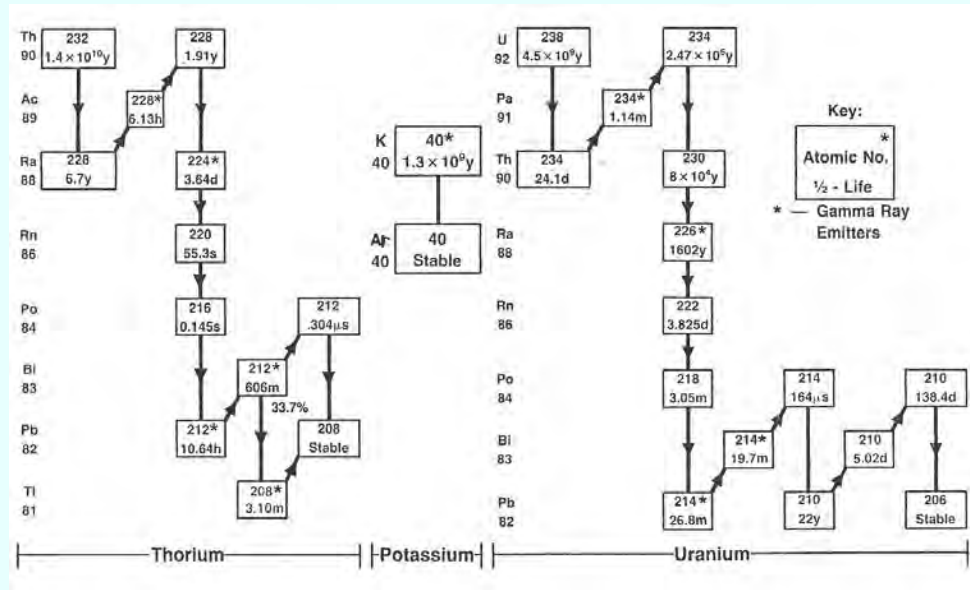 Th
90
232
1.4 × 10¹⁰y
228
1.91y
Ac
89
228*
6.13h
Ra
88
228
6.7y
224*
3.64d
Rn
86
220
55.3s
Po
84
216
0.145s
212
.304μs
Bi
83
212*
606m
33.7%
Pb
82
212*
10.64h
208
Stable
Tl
81
208*
3.10m
Thorium
K
40
40*
1.3 × 10⁹y
Ar
40
40
Stable
Potassium
U
92
238
4.5 × 10⁹y
234
2.47 × 10⁵y
Pa
91
234*
1.14m
Th
90
234
24.1d
230
8 × 10⁴y
Ra
88
226*
1602y
Rn
86
222
3.825d
Po
84
218
3.05m
214
164μs
210
138.4d
Bi
83
214*
19.7m
210
5.02d
Pb
82
214*
26.8m
210
22y
206
Stable
Uranium
Key:
*
Atomic No.
½ - Life
* — Gamma Ray
Emitters